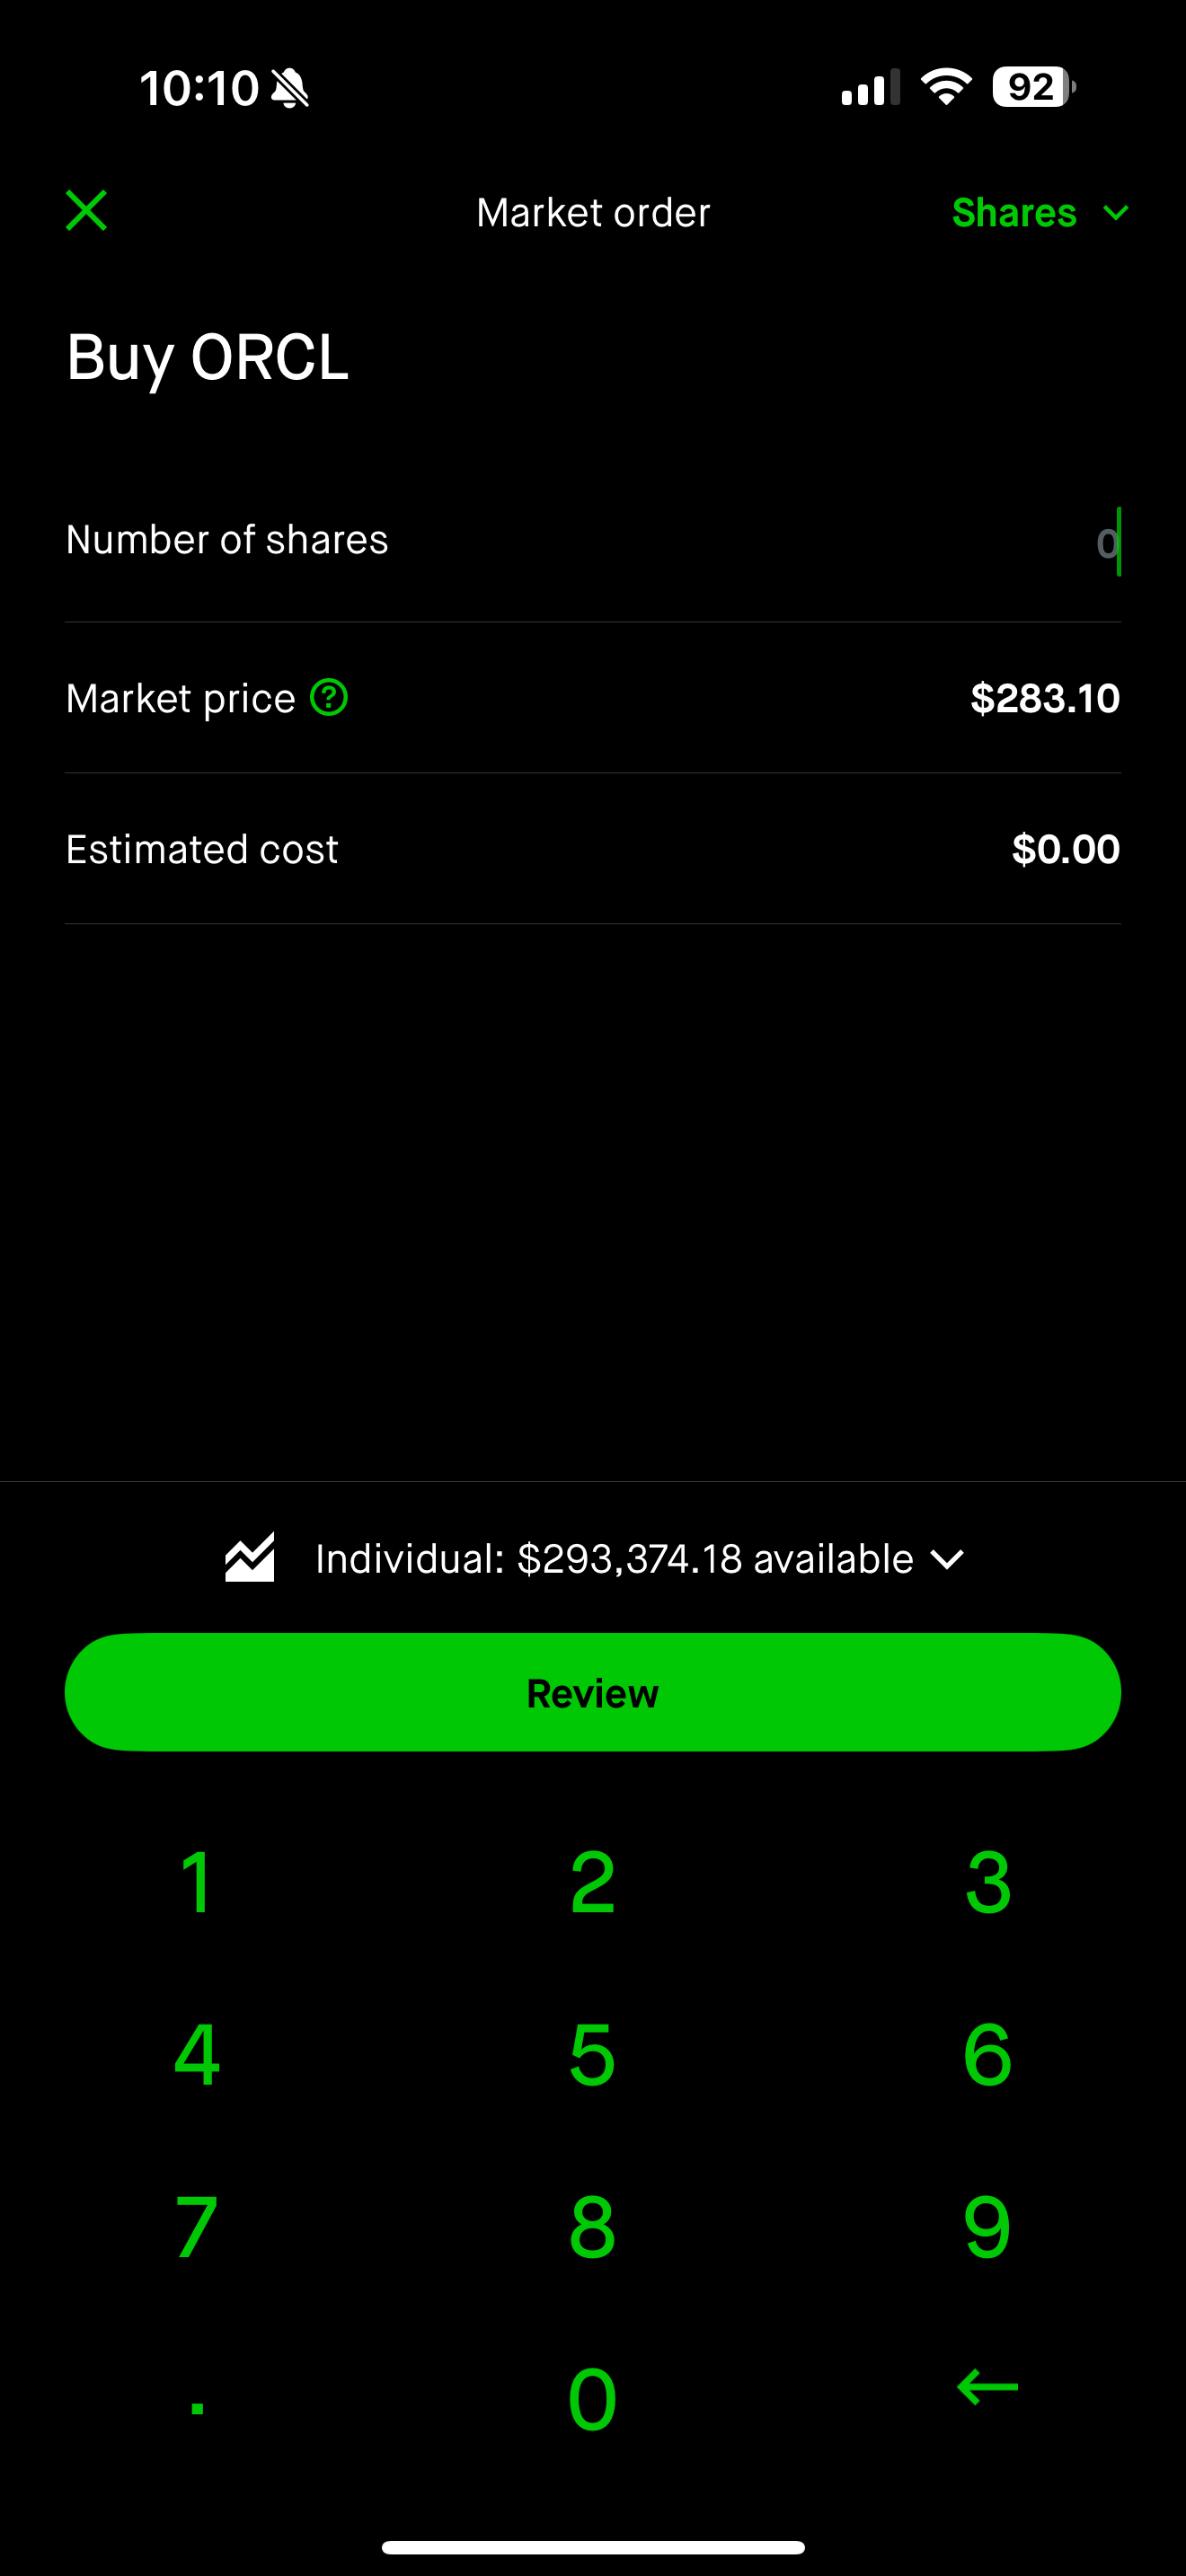 10:10
92
Market order
Shares
Buy ORCL
Number of shares 0
Market price ? $283.10
Estimated cost $0.00
Individual: $293,374.18 available
Review
1 2 3
4 5 6
7 8 9
. 0